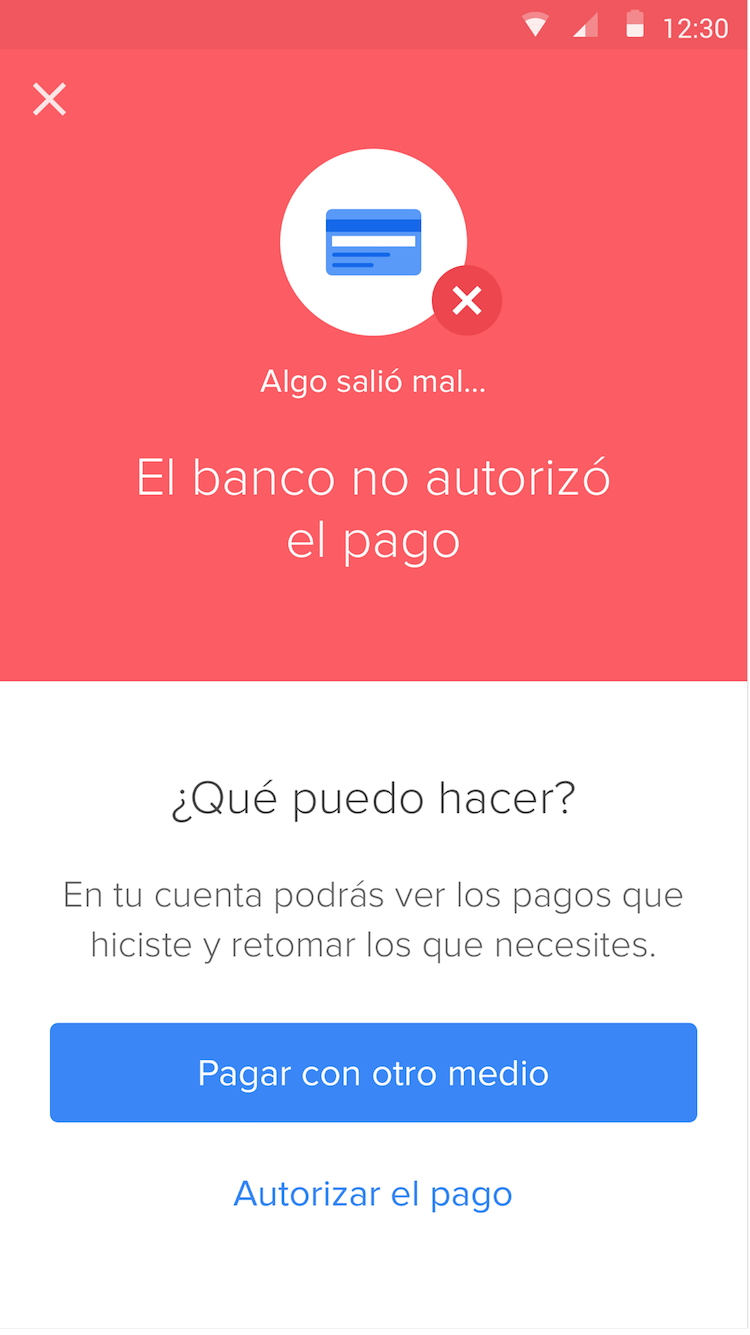 12:30
Algo salió mal...
El banco no autorizó
el pago
¿Qué puedo hacer?
En tu cuenta podrás ver los pagos que
hiciste y retomar los que necesites.
Pagar con otro medio
Autorizar el pago